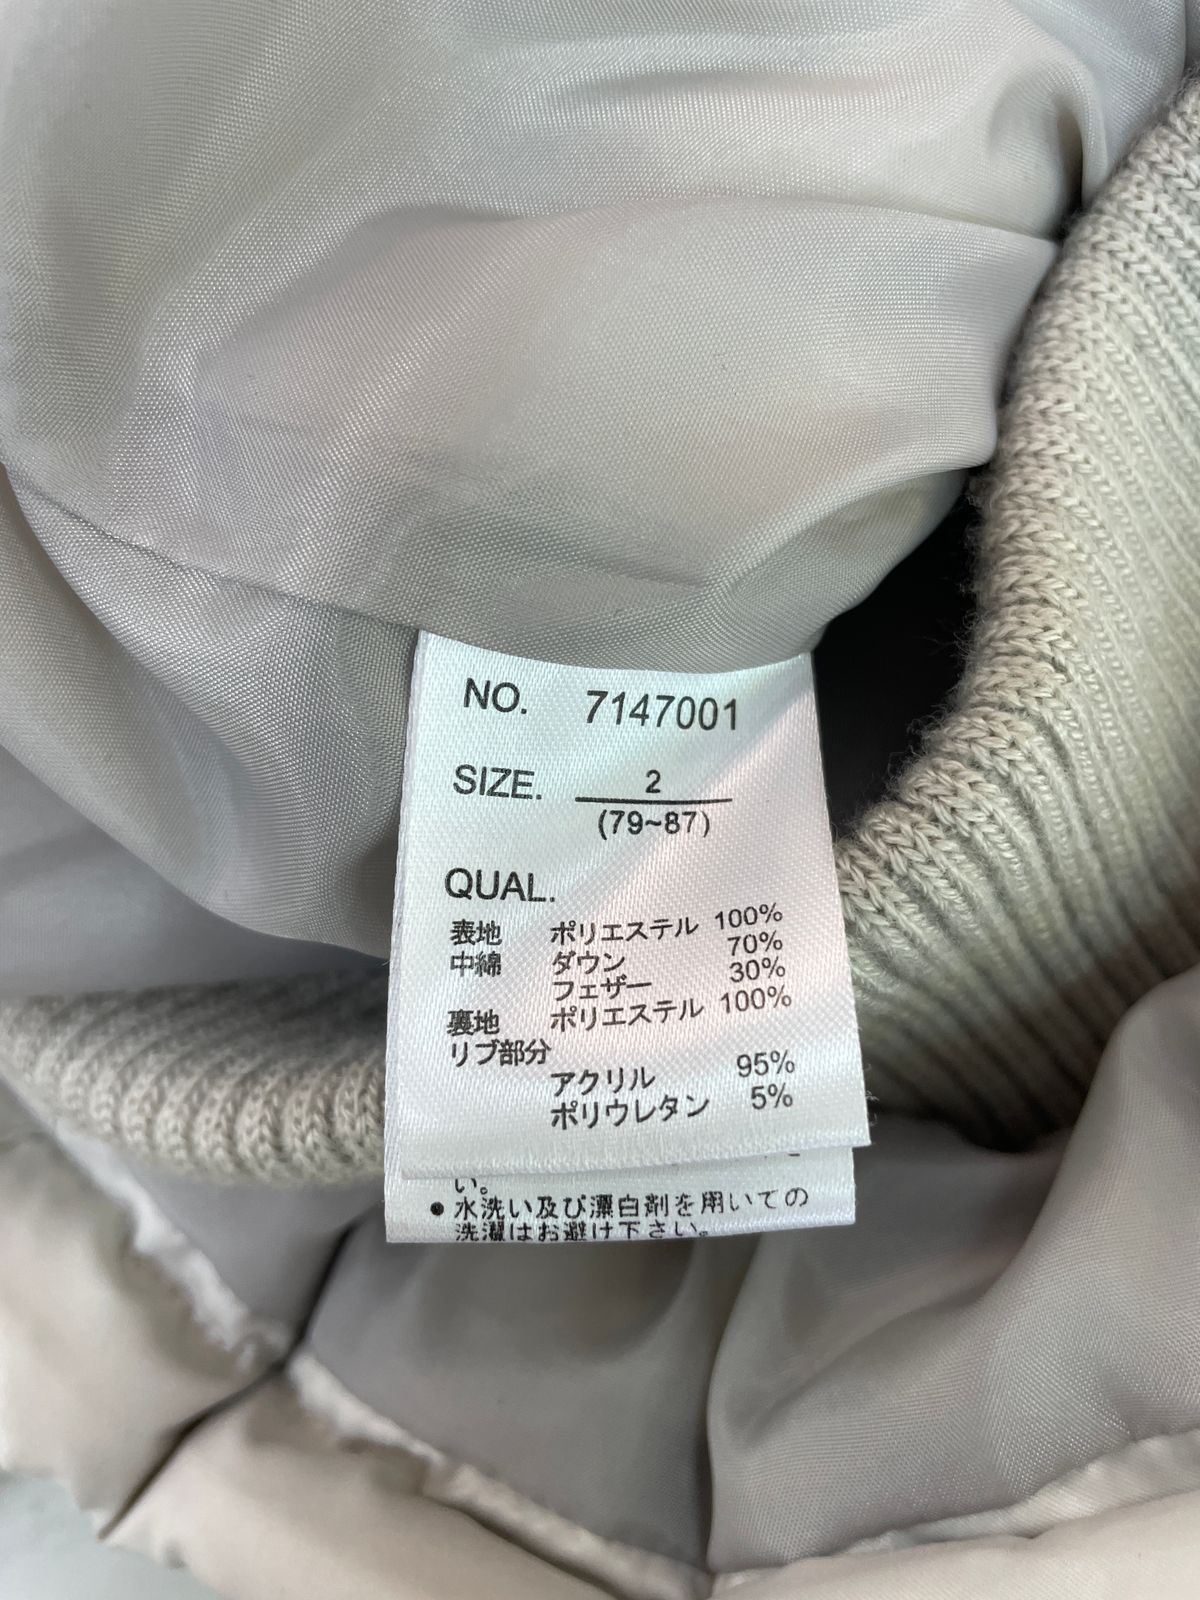 NO. 7147001
SIZE. 2
(79~87)
QUAL.
表地 ポリエステル 100%
中綿 ダウン 70%
フェザー 30%
裏地 ポリエステル 100%
リブ部分
アクリル 95%
ポリウレタン 5%
い。
●水洗い及び漂白剤を用いての
洗濯はお避け下さい。